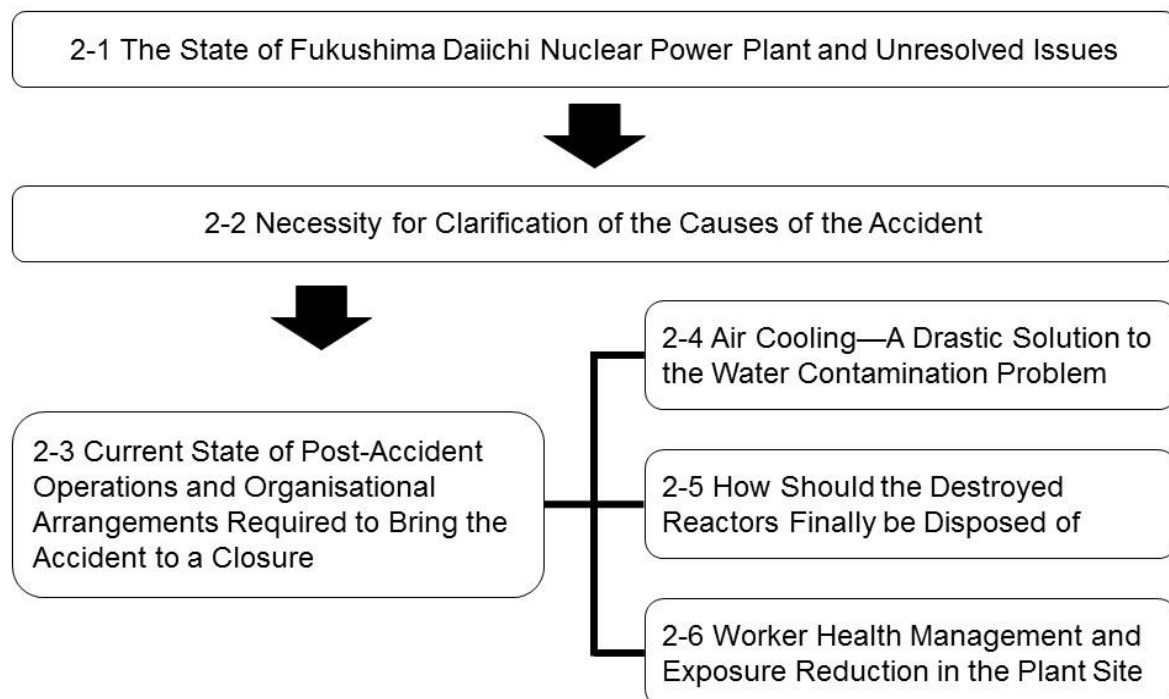 2-1 The State of Fukushima Daiichi Nuclear Power Plant and Unresolved Issues
2-2 Necessity for Clarification of the Causes of the Accident
2-3 Current State of Post-Accident
Operations and Organisational
Arrangements Required to Bring the
Accident to a Closure
2-4 Air Cooling—A Drastic Solution to
the Water Contamination Problem
2-5 How Should the Destroyed
Reactors Finally be Disposed of
2-6 Worker Health Management and
Exposure Reduction in the Plant Site